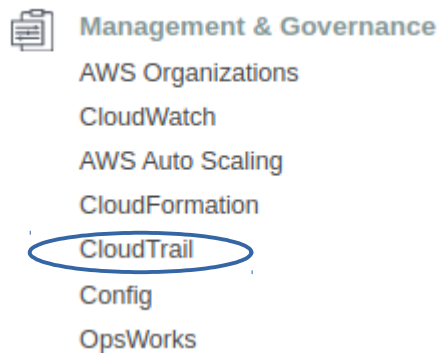 Management & Governance
AWS Organizations
CloudWatch
AWS Auto Scaling
CloudFormation
CloudTrail
Config
OpsWorks